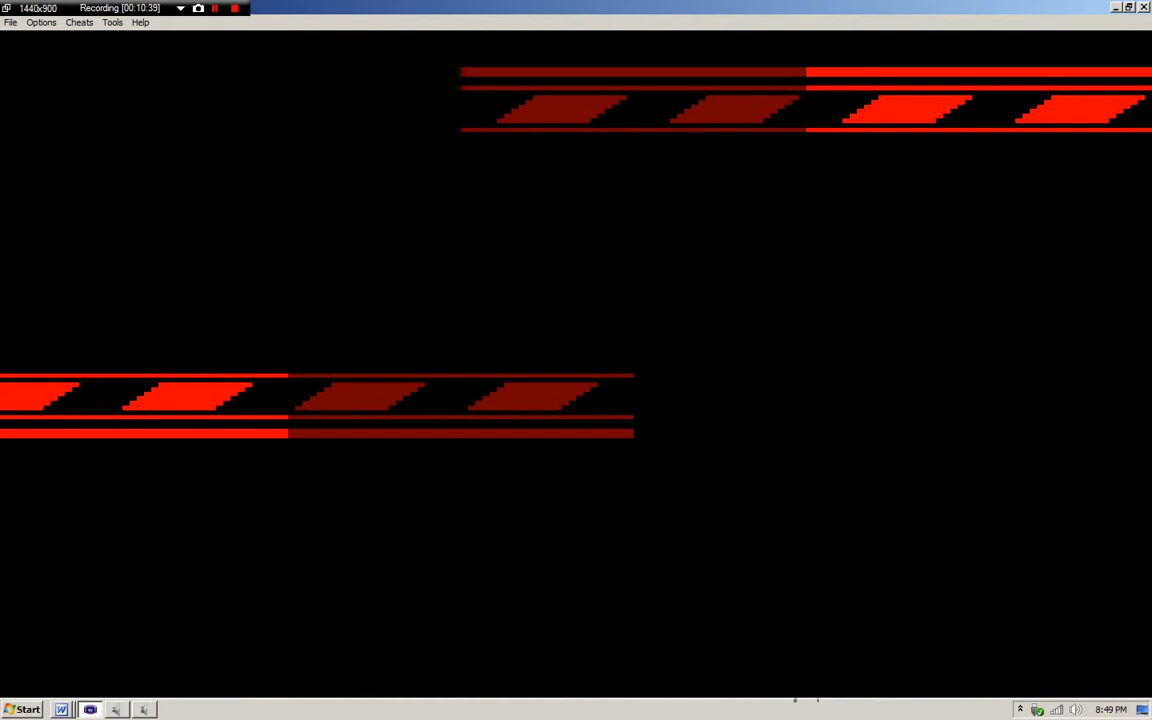 1440x900 Recording [00:10:39]
File Options Cheats Tools Help
Start W 8:49 PM